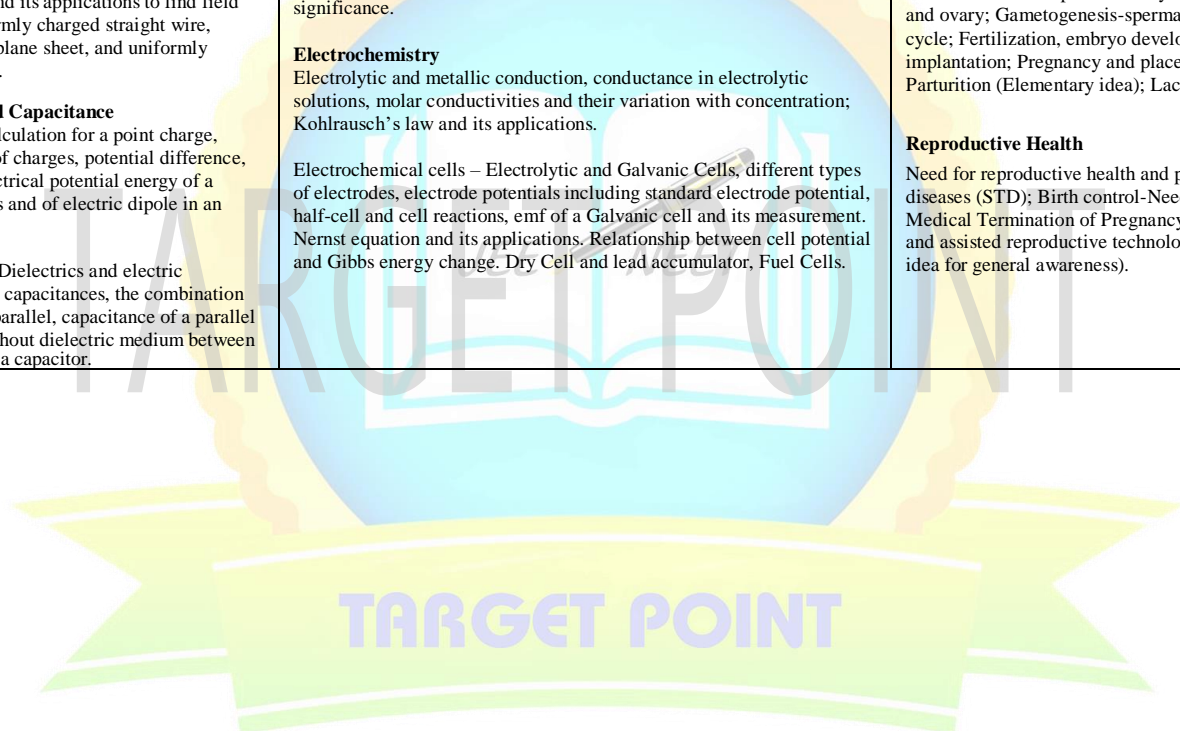 nd its applications to find field
rmly charged straight wire,
plane sheet, and uniformly
.
l Capacitance
lculation for a point charge,
of charges, potential difference,
ctrical potential energy of a
s and of electric dipole in an
Dielectrics and electric
capacitances, the combination
parallel, capacitance of a parallel
hout dielectric medium between
a capacitor.
significance.
Electrochemistry
Electrolytic and metallic conduction, conductance in electrolytic
solutions, molar conductivities and their variation with concentration;
Kohlrausch’s law and its applications.
Electrochemical cells – Electrolytic and Galvanic Cells, different types
of electrodes, electrode potentials including standard electrode potential,
half-cell and cell reactions, emf of a Galvanic cell and its measurement.
Nernst equation and its applications. Relationship between cell potential
and Gibbs energy change. Dry Cell and lead accumulator, Fuel Cells.
and ovary; Gametogenesis-sperma
cycle; Fertilization, embryo develo
implantation; Pregnancy and place
Parturition (Elementary idea); Lac
Reproductive Health
Need for reproductive health and p
diseases (STD); Birth control-Need
Medical Termination of Pregnancy
and assisted reproductive technolo
idea for general awareness).
TARGET POINT
JEE NEET
TARGET POINT